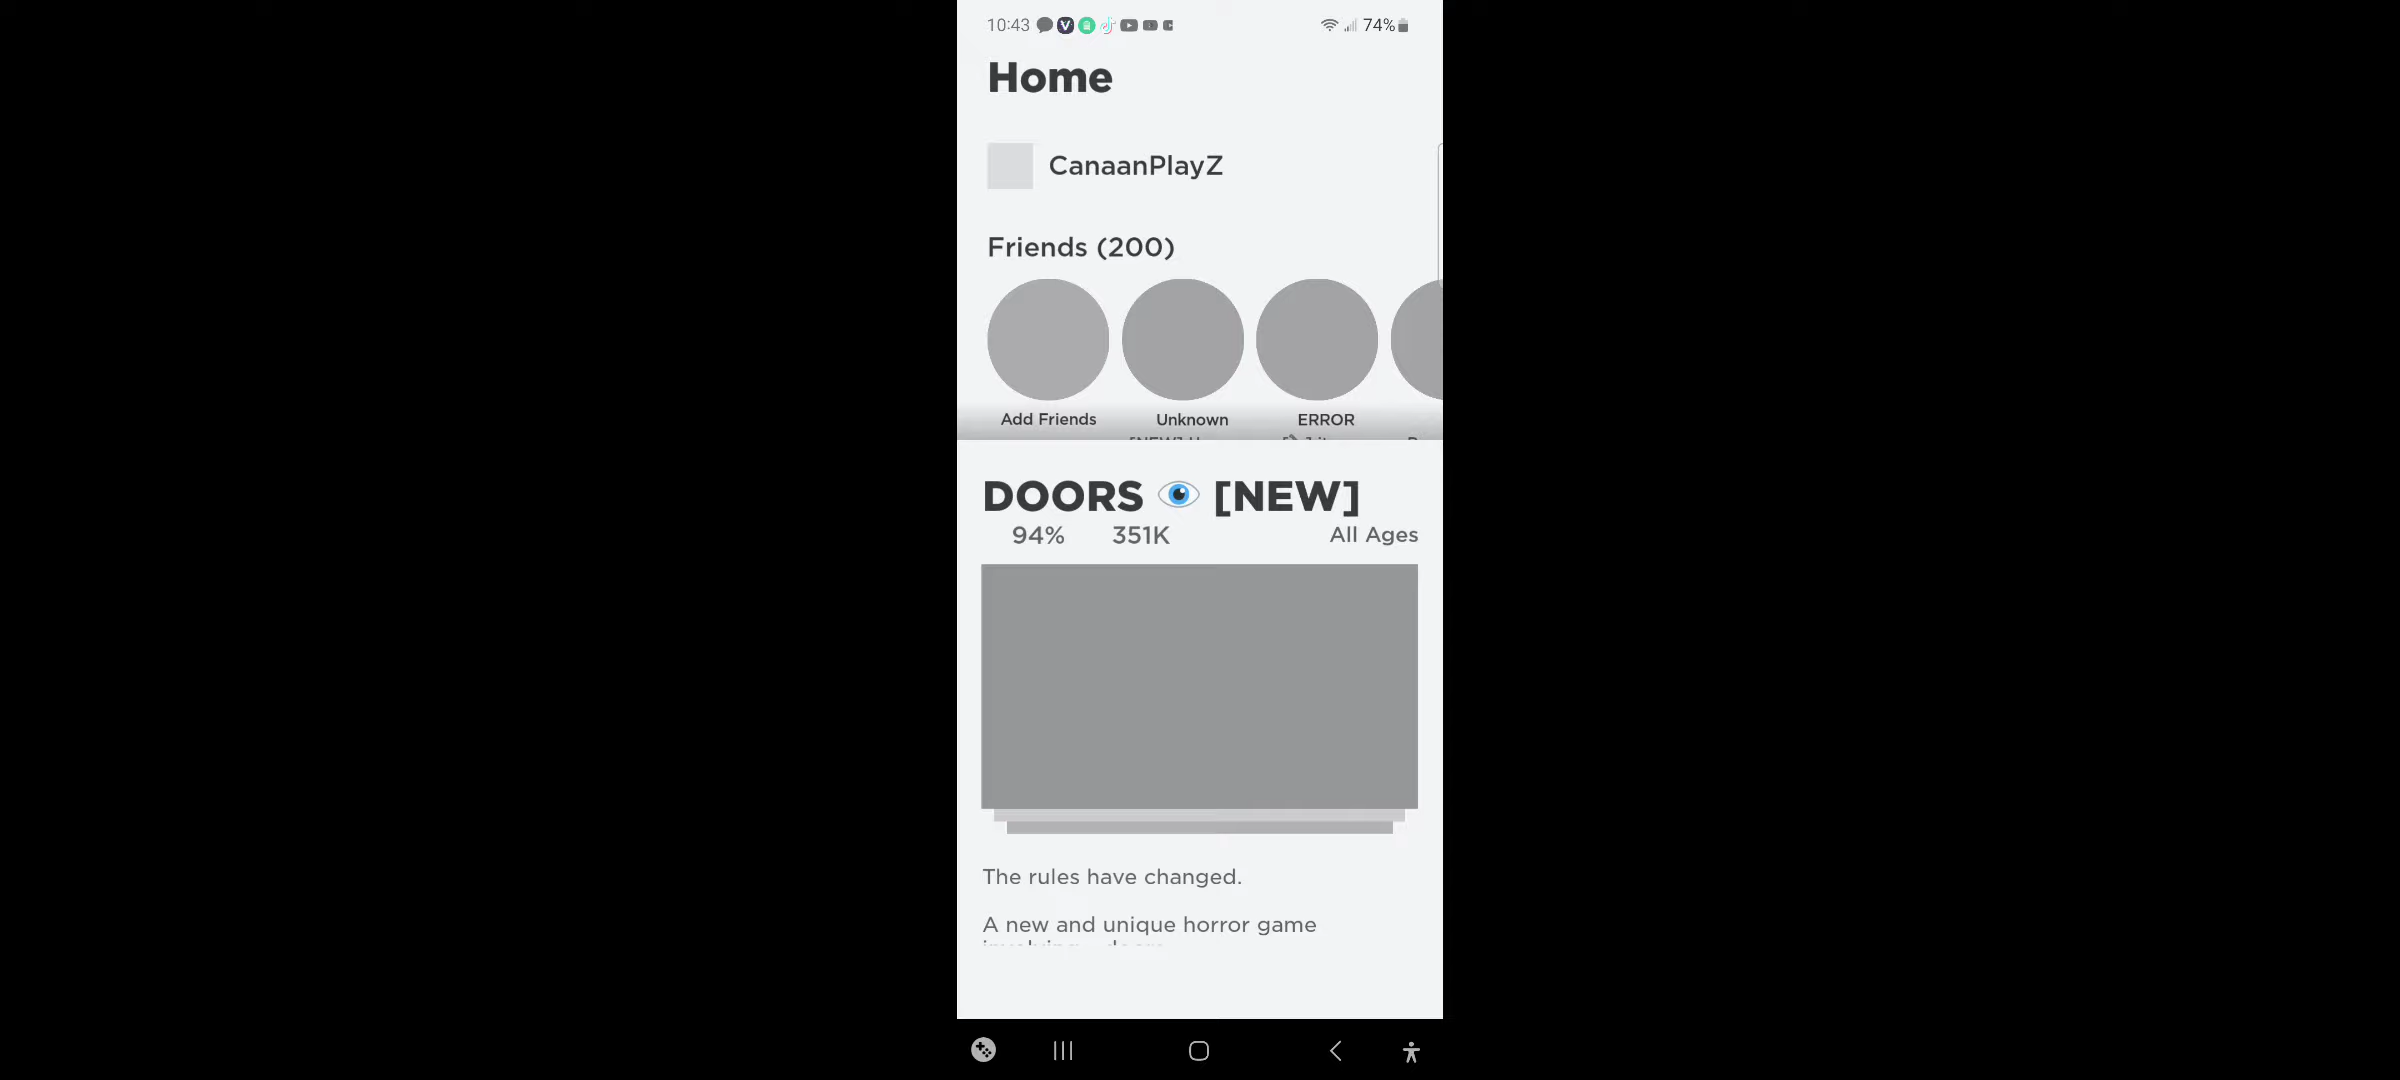 10:43
74%
Home
CanaanPlayZ
Friends (200)
Add Friends Unknown ERROR
DOORS 👁️ [NEW]
94% 351K All Ages
The rules have changed.
A new and unique horror game